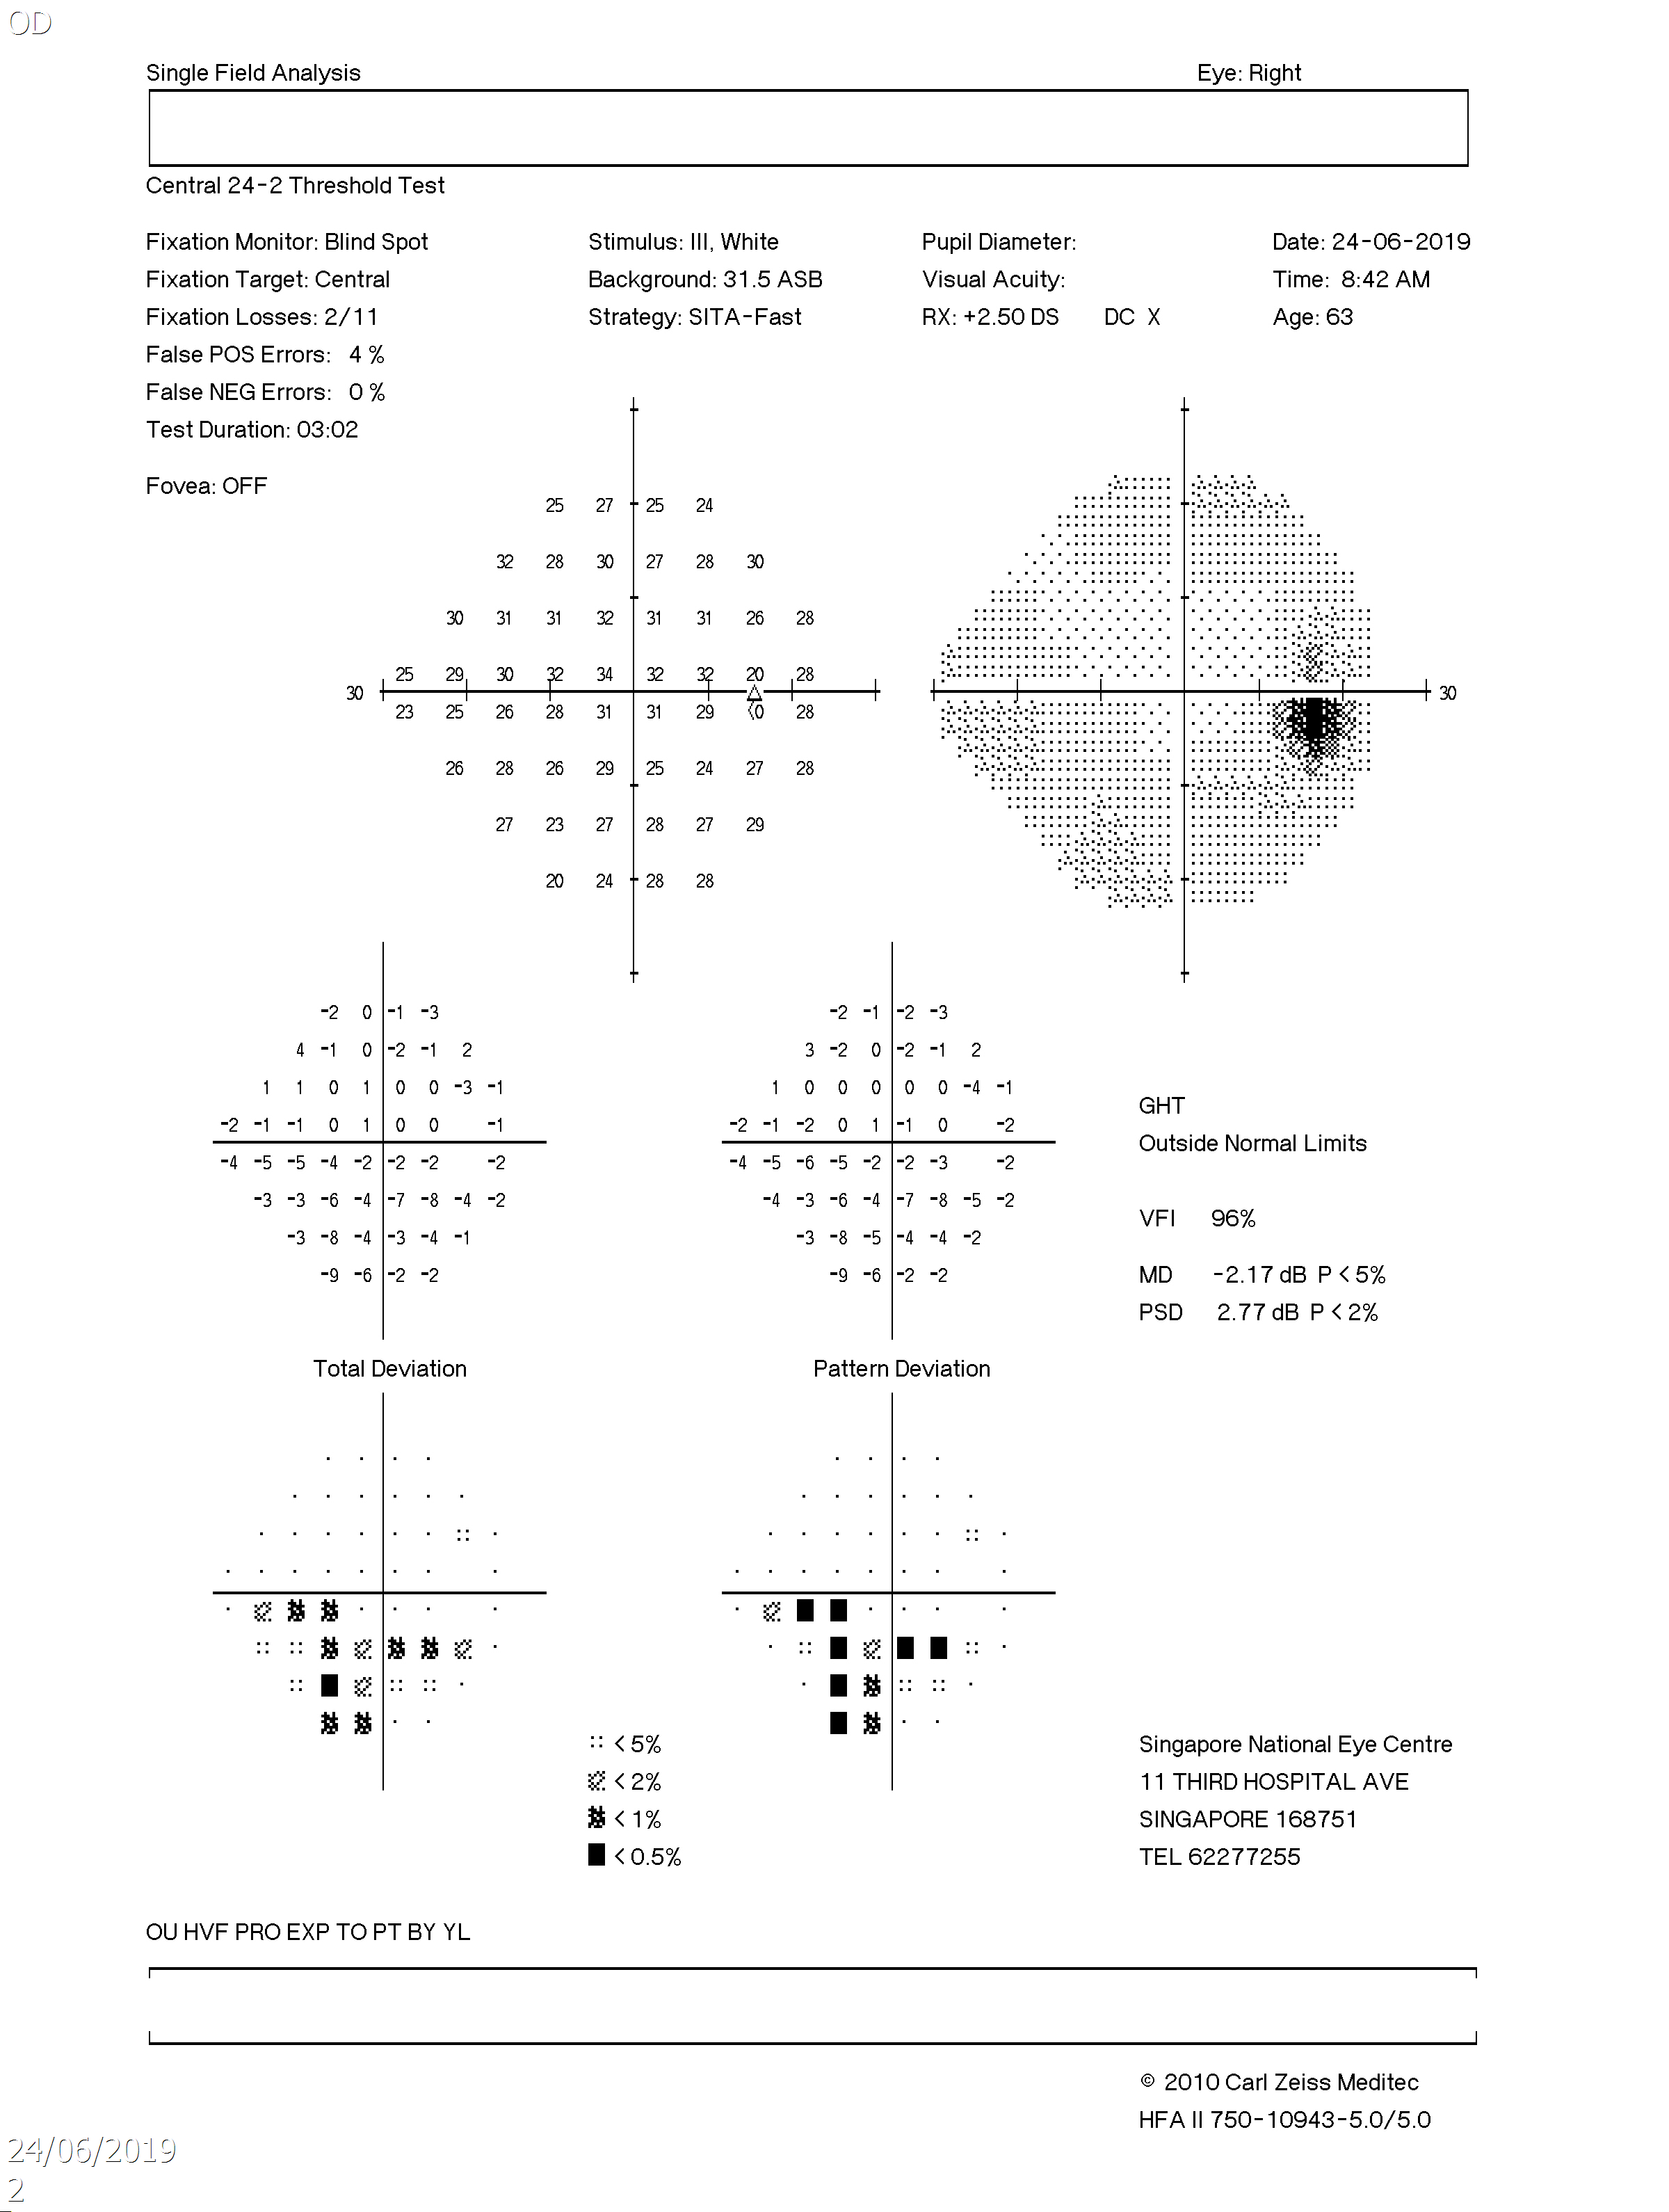 OD
Single Field Analysis Eye: Right
Central 24-2 Threshold Test
Fixation Monitor: Blind Spot Stimulus: III, White Pupil Diameter: Date: 24-06-2019
Fixation Target: Central Background: 31.5 ASB Visual Acuity: Time: 8:42 AM
Fixation Losses: 2/11 Strategy: SITA-Fast RX: +2.50 DS DC X Age: 63
False POS Errors: 4 %
False NEG Errors: 0 %
Test Duration: 03:02
Fovea: OFF
25 27 25 24
32 28 30 27 28 30
30 31 31 32 31 31 26 28
25 29 30 32 34 32 32 20 28
30 30
23 25 26 28 31 31 29 <0 28
26 28 26 29 25 24 27 28
27 23 27 28 27 29
20 24 28 28
-2 0 -1 -3 -2 -1 -2 -3
4 -1 0 -2 -1 2 3 -2 0 -2 -1 2
1 1 0 1 0 0 -3 -1 1 0 0 0 0 0 -4 -1
-2 -1 -1 0 1 0 0 -1 -2 -1 -2 0 1 -1 0 -2
-4 -5 -5 -4 -2 -2 -2 -2 -4 -5 -6 -5 -2 -2 -3 -2
-3 -3 -6 -4 -7 -8 -4 -2 -4 -3 -6 -4 -7 -8 -5 -2
-3 -8 -4 -3 -4 -1 -3 -8 -5 -4 -4 -2
-9 -6 -2 -2 -9 -6 -2 -2
GHT
Outside Normal Limits
VFI 96%
MD -2.17 dB P < 5%
PSD 2.77 dB P < 2%
Total Deviation Pattern Deviation
< 5%
< 2%
< 1%
< 0.5%
Singapore National Eye Centre
11 THIRD HOSPITAL AVE
SINGAPORE 168751
TEL 62277255
OU HVF PRO EXP TO PT BY YL
© 2010 Carl Zeiss Meditec
HFA II 750-10943-5.0/5.0
24/06/2019
2